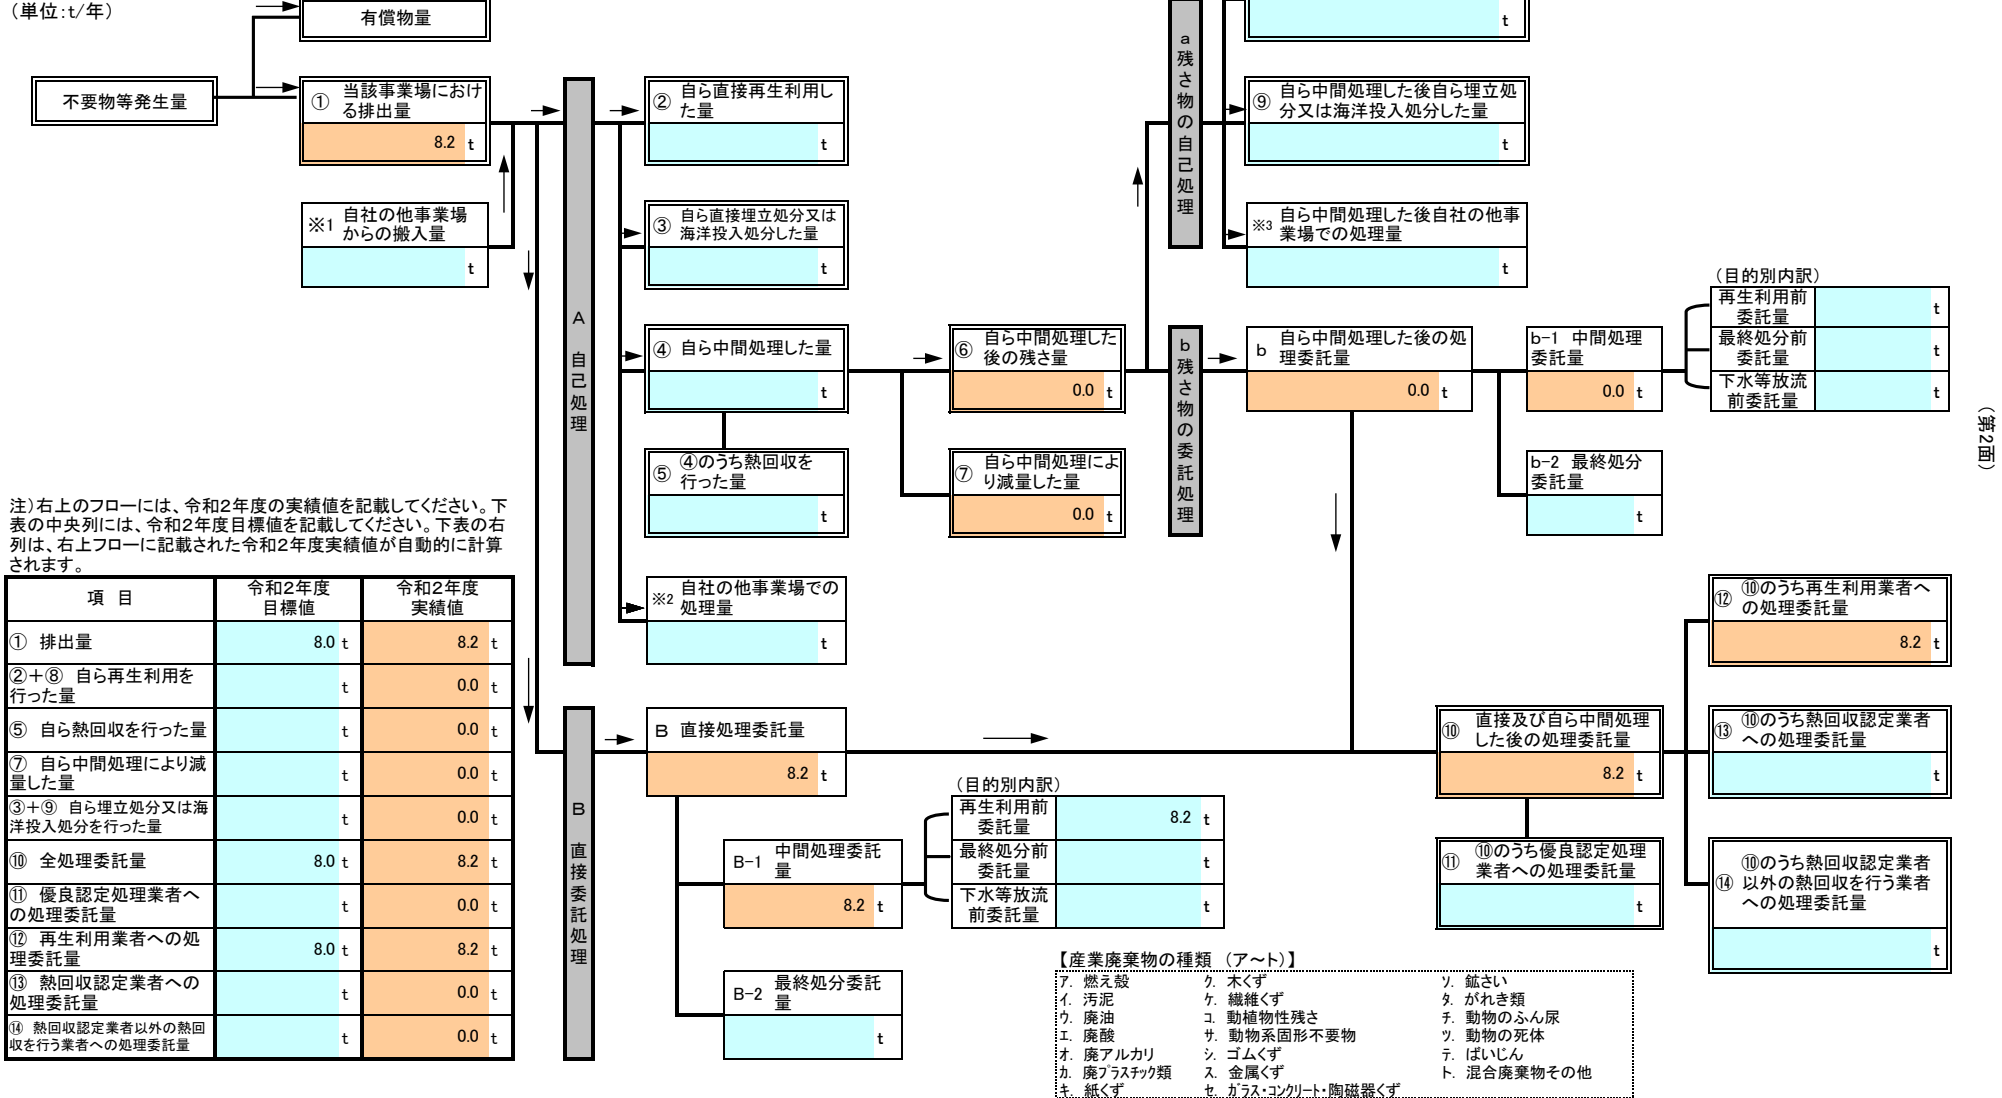 （単位:t/年）
有償物量
t
不要物等発生量
① 当該事業場におけ
る排出量
8.2 t
※1 自社の他事業場
からの搬入量
t
A 自己処理
② 自ら直接再生利用し
た量
t
③ 自ら直接埋立処分又は
海洋投入処分した量
t
④ 自ら中間処理した量
t
⑤ ④のうち熱回収を
行った量
t
※2 自社の他事業場での
処理量
t
⑥ 自ら中間処理した
後の残さ量
0.0 t
⑦ 自ら中間処理によ
り減量した量
0.0 t
a 残さ物の自己処理
⑨ 自ら中間処理した後自ら埋立処
分又は海洋投入処分した量
t
※3 自ら中間処理した後自社の他事
業場での処理量
t
b 残さ物の委託処理
b 自ら中間処理した後の処
理委託量
0.0 t
b-1 中間処理
委託量
0.0 t
b-2 最終処分
委託量
t
（目的別内訳）
再生利用前
委託量
t
最終処分前
委託量
t
下水等放流
前委託量
t
（第2面）
注）右上のフローには、令和2年度の実績値を記載してください。下
表の中央列には、令和2年度目標値を記載してください。下表の右
列は、右上フローに記載された令和2年度実績値が自動的に計算
されます。
項 目
令和2年度
目標値
令和2年度
実績値
① 排出量 8.0 t 8.2 t
②＋⑧ 自ら再生利用を
行った量 t 0.0 t
⑤ 自ら熱回収を行った量 t 0.0 t
⑦ 自ら中間処理により減
量した量 t 0.0 t
③＋⑨ 自ら埋立処分又は海
洋投入処分を行った量 t 0.0 t
⑩ 全処理委託量 8.0 t 8.2 t
⑪ 優良認定処理業者へ
の処理委託量 t 0.0 t
⑫ 再生利用業者への処
理委託量 8.0 t 8.2 t
⑬ 熱回収認定業者への
処理委託量 t 0.0 t
⑭ 熱回収認定業者以外の熱回
収を行う業者への処理委託量 t 0.0 t
B 直接委託処理
B 直接処理委託量
8.2 t
B-1 中間処理委託
量
8.2 t
B-2 最終処分委託
量
t
（目的別内訳）
再生利用前
委託量
8.2 t
最終処分前
委託量
t
下水等放流
前委託量
t
⑩ 直接及び自ら中間処理
した後の処理委託量
8.2 t
⑪ ⑩のうち優良認定処理
業者への処理委託量
t
⑫ ⑩のうち再生利用業者へ
の処理委託量
8.2 t
⑬ ⑩のうち熱回収認定業者
への処理委託量
t
⑭ ⑩のうち熱回収認定業者
以外の熱回収を行う業者
への処理委託量
t
【産業廃棄物の種類 （ア～ト）】
ア. 燃え殻 ク. 木くず ソ. 鉱さい
イ. 汚泥 ケ. 繊維くず タ. がれき類
ウ. 廃油 コ. 動植物性残さ チ. 動物のふん尿
エ. 廃酸 サ. 動物系固形不要物 ツ. 動物の死体
オ. 廃アルカリ シ. ゴムくず テ. ばいじん
カ. 廃プラスチック類 ス. 金属くず ト. 混合廃棄物その他
キ. 紙くず セ. ガラス・コンクリート・陶磁器くず